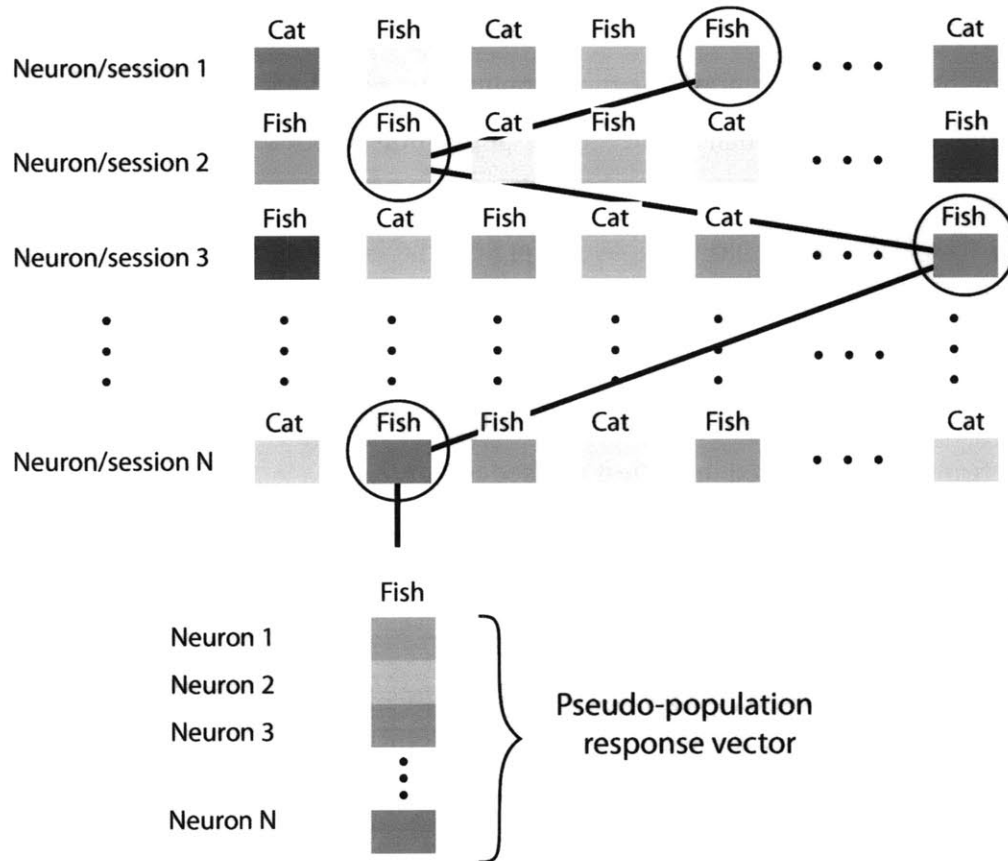 Cat Fish Cat Fish Fish Cat
Neuron/session 1
Fish Fish Cat Fish Cat Fish
Neuron/session 2
Fish Cat Fish Cat Cat Fish
Neuron/session 3
Cat Fish Fish Cat Fish Cat
Neuron/session N
Fish
Neuron 1
Neuron 2
Neuron 3
Neuron N
Pseudo-population
response vector